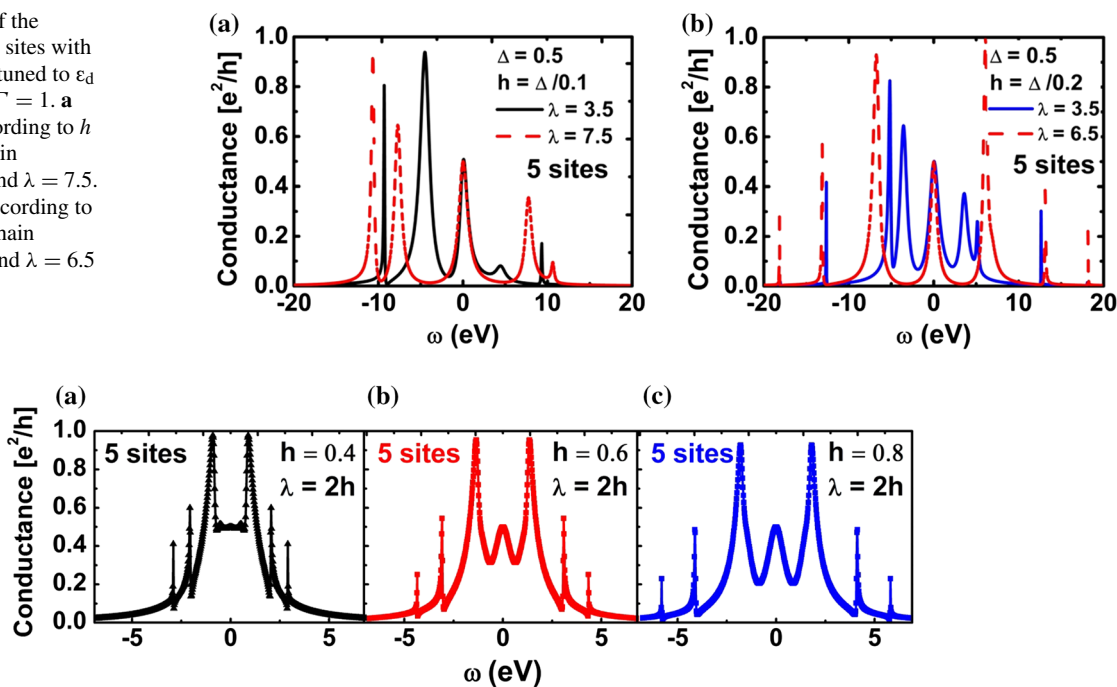 f the
sites with
tuned to εd
Γ = 1. a
cording to h
in
nd λ = 7.5.
ccording to
hain
nd λ = 6.5
(a)
Conductance [e²/h]
1.0
0.8
0.6
0.4
0.2
0.0
Δ = 0.5
h = Δ/0.1
λ = 3.5
λ = 7.5
5 sites
-20 -10 0 10 20
ω (eV)
(b)
Conductance [e²/h]
1.0
0.8
0.6
0.4
0.2
0.0
Δ = 0.5
h = Δ/0.2
λ = 3.5
λ = 6.5
5 sites
-20 -10 0 10 20
ω (eV)
(a)
Conductance [e²/h]
1.0
0.8
0.6
0.4
0.2
0.0
5 sites
h = 0.4
λ = 2h
-5 0 5
(b)
5 sites
h = 0.6
λ = 2h
-5 0 5
(c)
5 sites
h = 0.8
λ = 2h
-5 0 5
ω (eV)